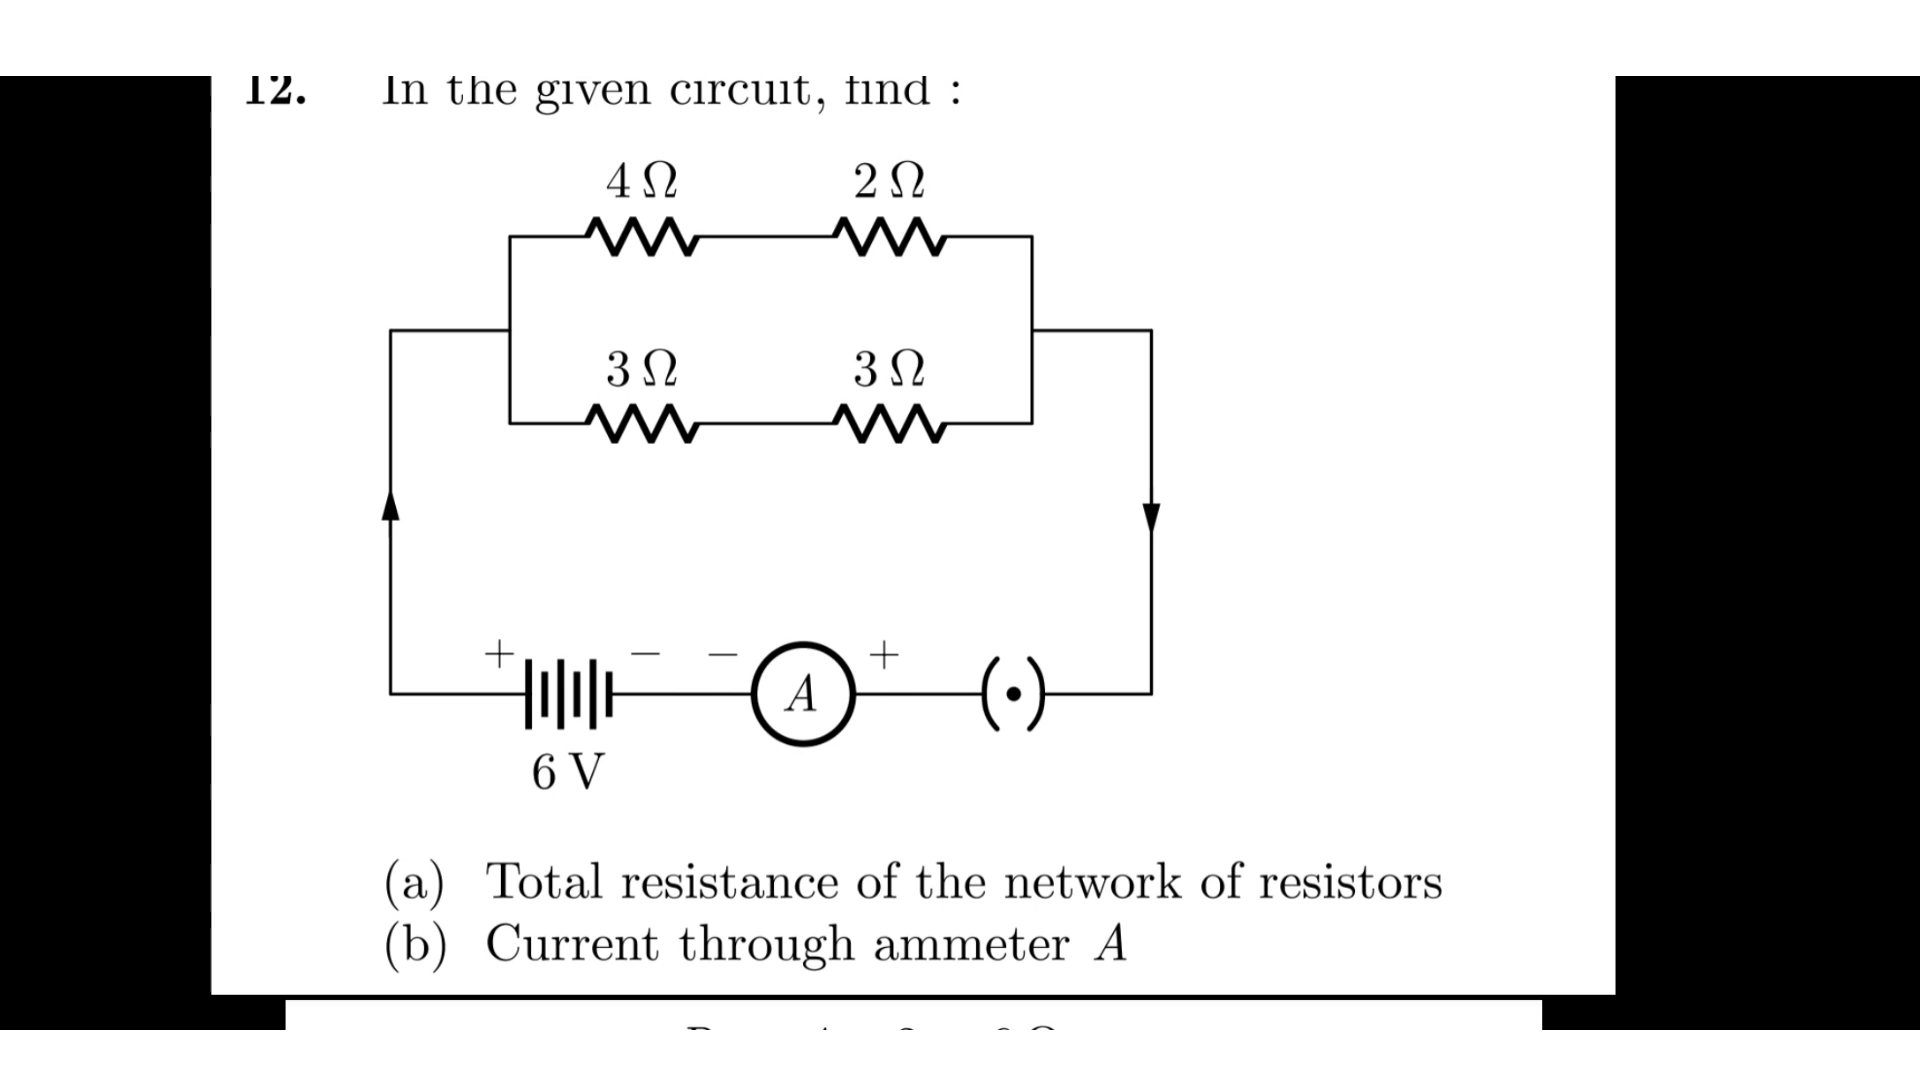 12. In the given circuit, find :
4 Ω 2 Ω
3 Ω 3 Ω
+ − − A +
6 V
(a) Total resistance of the network of resistors
(b) Current through ammeter A